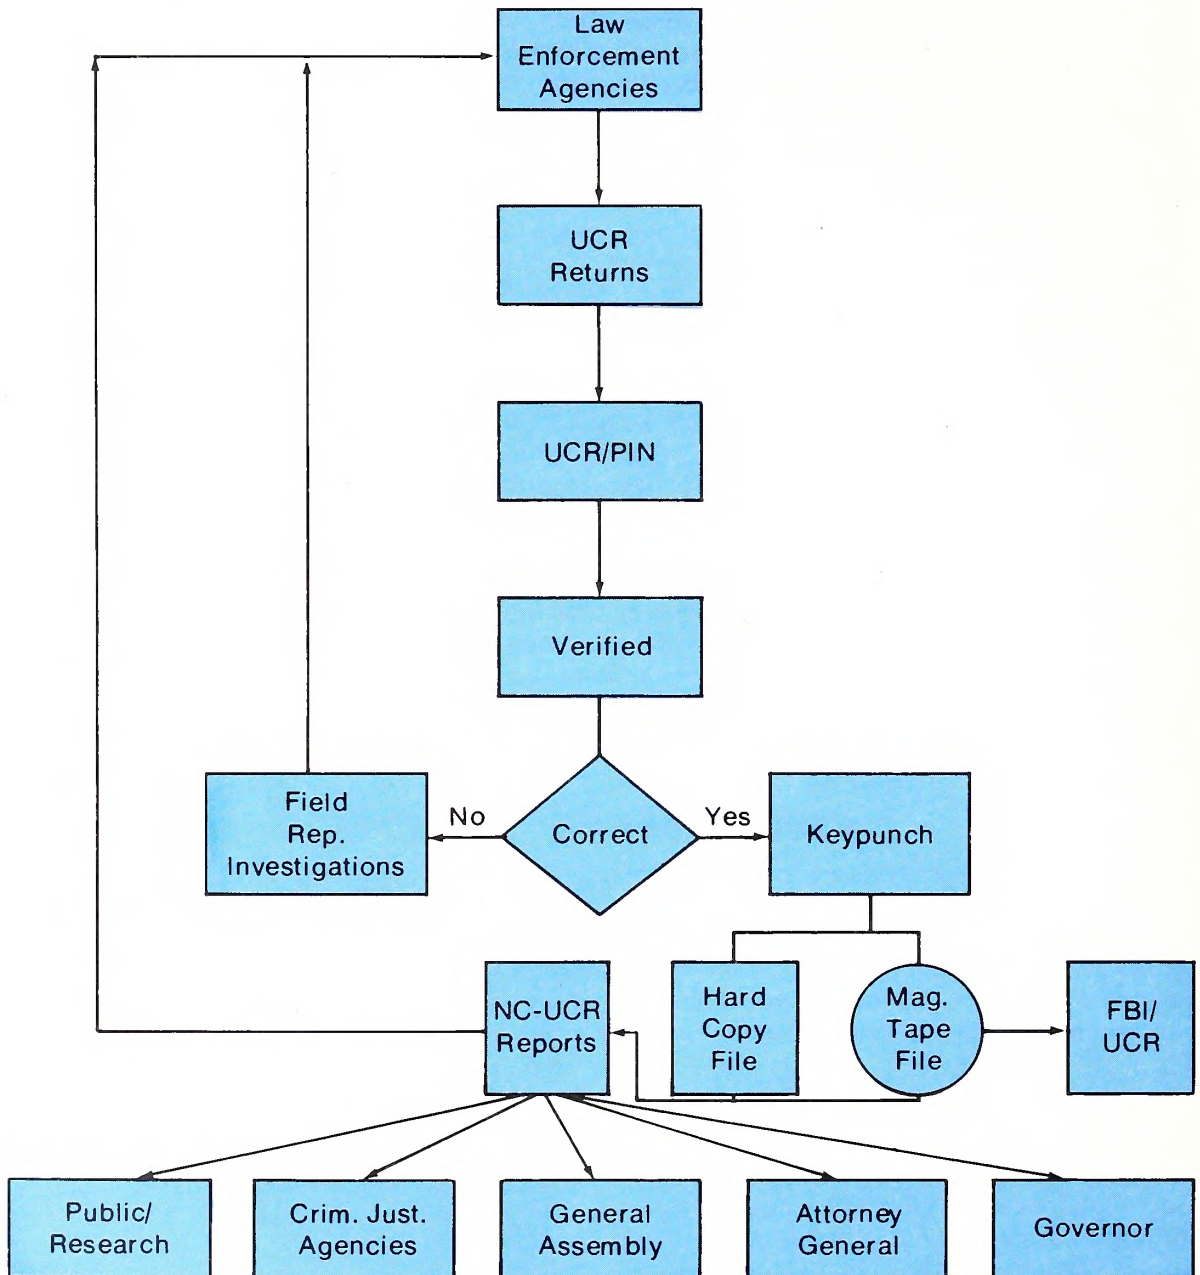 Law
Enforcement
Agencies
UCR
Returns
UCR/PIN
Verified
Field
Rep.
Investigations
No
Correct
Yes
Keypunch
NC-UCR
Reports
Hard
Copy
File
Mag.
Tape
File
FBI/
UCR
Public/
Research
Crim. Just.
Agencies
General
Assembly
Attorney
General
Governor